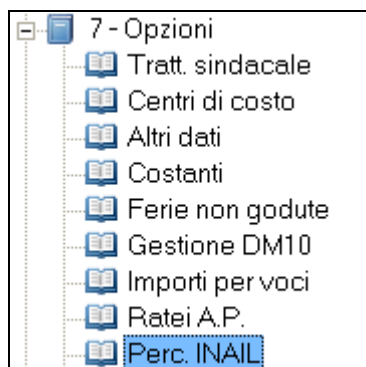 7 - Opzioni
Tratt. sindacale
Centri di costo
Altri dati
Costanti
Ferie non godute
Gestione DM10
Importi per voci
Ratei A.P.
Perc. INAIL